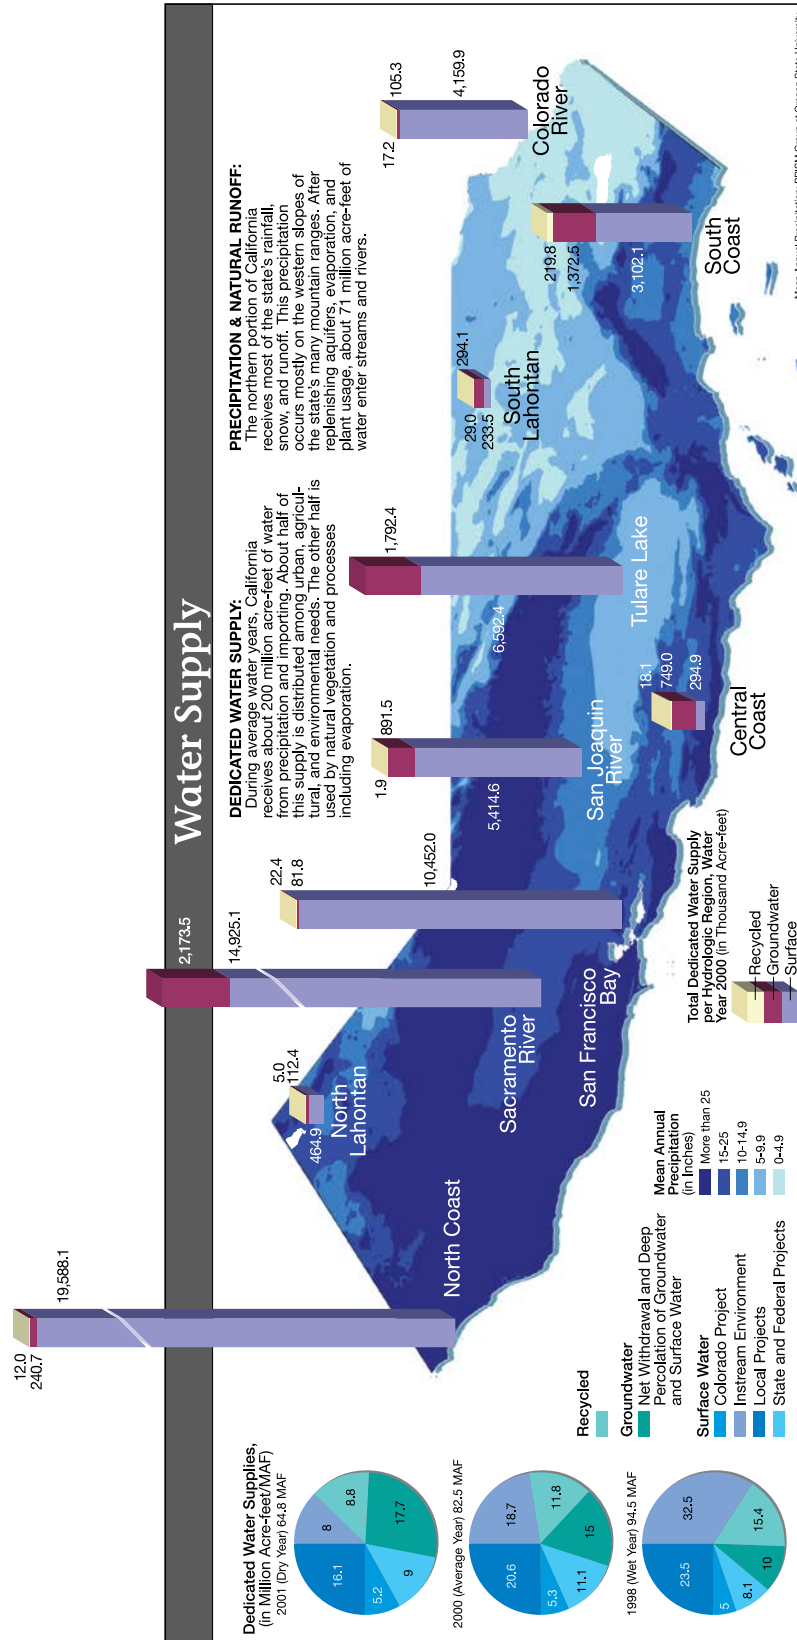 Water Supply
DEDICATED WATER SUPPLY:
During average water years, California
receives about 200 million acre-feet of water
from precipitation and importing. About half of
this supply is distributed among urban, agricul-
tural, and environmental needs. The other half is
used by natural vegetation and processes
including evaporation.
PRECIPITATION & NATURAL RUNOFF:
The northern portion of California
receives most of the state's rainfall,
snow, and runoff. This precipitation
occurs mostly on the western slopes of
the state's many mountain ranges. After
replenishing aquifers, evaporation, and
plant usage, about 71 million acre-feet of
water enter streams and rivers.
12.0
240.7
19,588.1
North Coast
5.0
112.4
464.9
North
Lahontan
2,173.5
14,925.1
Sacramento
River
22.4
81.8
10,452.0
San Francisco
Bay
1.9
891.5
5,414.6
San Joaquin
River
1,792.4
6,592.4
Tulare Lake
18.1
749.0
294.9
Central
Coast
294.1
29.0
233.5
South
Lahontan
219.8
1,372.5
3,102.1
South
Coast
17.2
105.3
4,159.9
Colorado
River
Dedicated Water Supplies,
(in Million Acre-feet/MAF)
2001 (Dry Year) 64.8 MAF
8
8.8
17.7
9
5.2
16.1
2000 (Average Year) 82.5 MAF
18.7
11.8
15
11.1
5.3
20.6
1998 (Wet Year) 94.5 MAF
32.5
15.4
10
8.1
5
23.5
Recycled
Groundwater
Net Withdrawal and Deep
Percolation of Groundwater
and Surface Water
Surface Water
Colorado Project
Instream Environment
Local Projects
State and Federal Projects
Mean Annual
Precipitation
(in Inches)
More than 25
15-25
10-14.9
5-9.9
0-4.9
Total Dedicated Water Supply
per Hydrologic Region, Water
Year 2000 (in Thousand Acre-feet)
Recycled
Groundwater
Surface